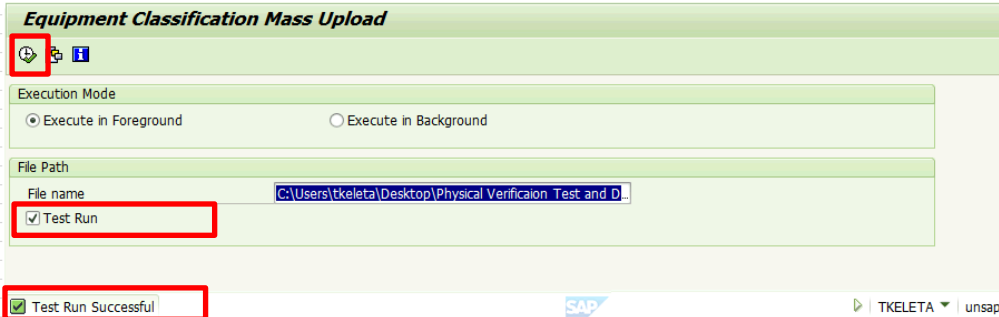 Equipment Classification Mass Upload
Execution Mode
Execute in Foreground Execute in Background
File Path
File name C:\Users\tkeleta\Desktop\Physical Verificaion Test and D...
Test Run
Test Run Successful SAP TKELETA unsap